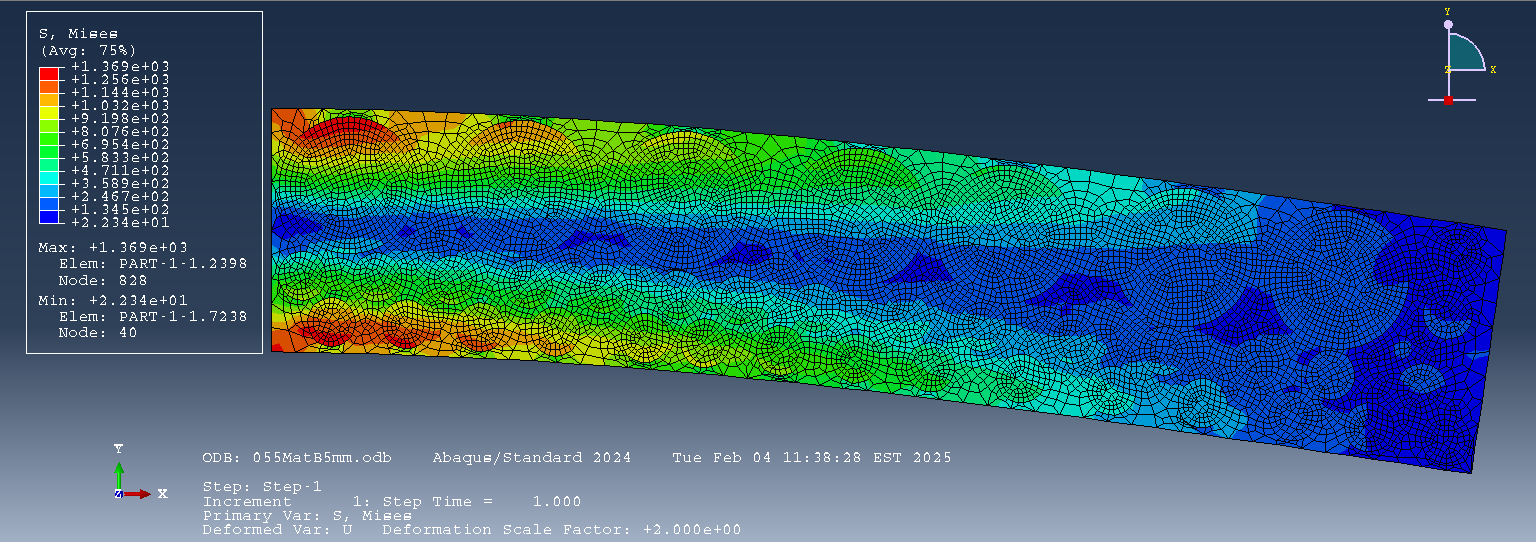 S, Mises
(Avg: 75%)
+1.369e+03
+1.256e+03
+1.144e+03
+1.032e+03
+9.198e+02
+8.076e+02
+6.954e+02
+5.833e+02
+4.711e+02
+3.589e+02
+2.467e+02
+1.345e+02
+2.234e+01
Max: +1.369e+03
Elem: PART-1-1.2398
Node: 828
Min: +2.234e+01
Elem: PART-1-1.7238
Node: 40
Y
Z X
Y
Z X
ODB: 055MatB5mm.odb Abaqus/Standard 2024 Tue Feb 04 11:38:28 EST 2025
Step: Step-1
Increment 1: Step Time = 1.000
Primary Var: S, Mises
Deformed Var: U Deformation Scale Factor: +2.000e+00